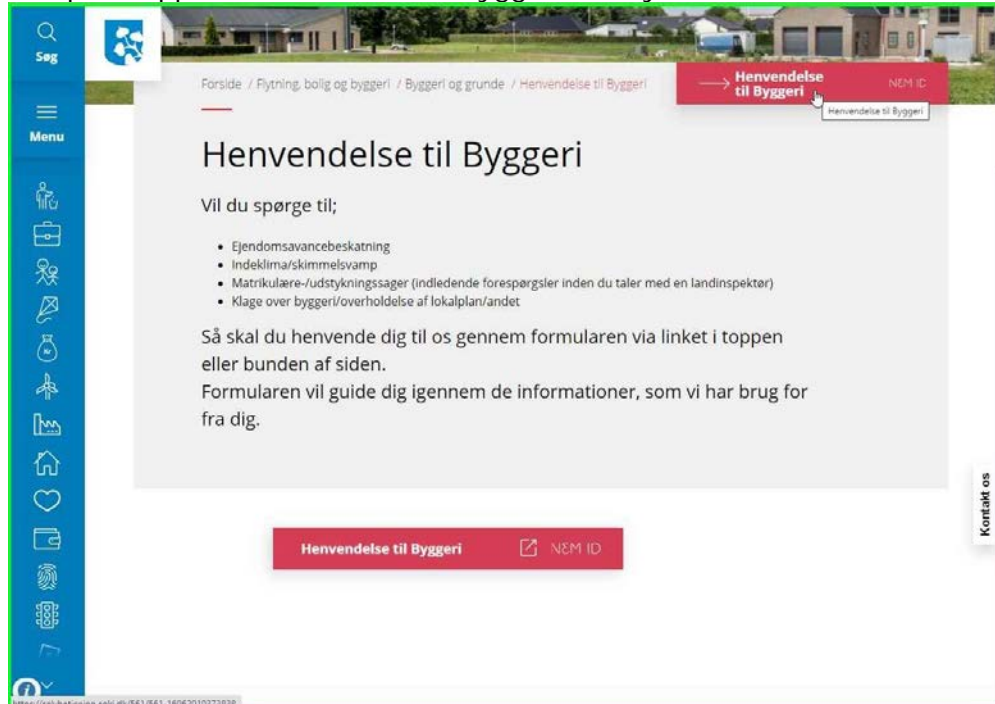 Søg
Menu
Forside / Flytning, bolig og byggeri / Byggeri og grunde / Henvendelse til Byggeri
Henvendelse
til Byggeri
NEM ID
Henvendelse til Byggeri
Henvendelse til Byggeri
Vil du spørge til;
Ejendomsavancebeskatning
Indeklima/skimmelsvamp
Matrikulære-/udstykningssager (indledende forespørgsler inden du taler med en landinspektør)
Klage over byggeri/overholdelse af lokalplan/andet
Så skal du henvende dig til os gennem formularen via linket i toppen
eller bunden af siden.
Formularen vil guide dig igennem de informationer, som vi har brug for
fra dig.
Kontakt os
Henvendelse til Byggeri
NEM ID